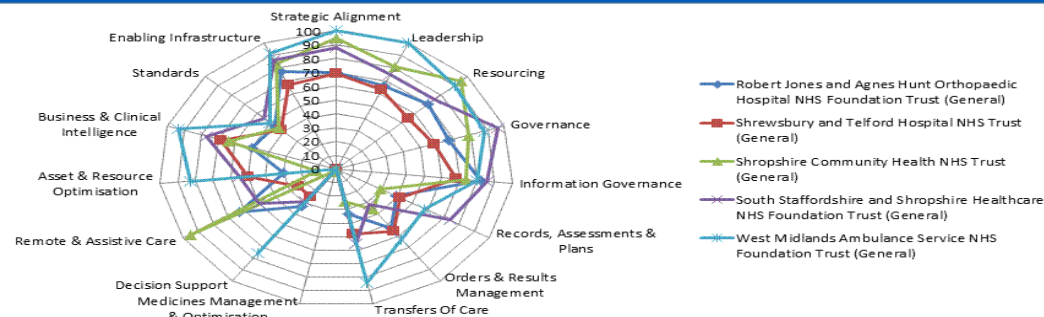 Strategic Alignment
100
90
80
70
60
50
40
30
20
10
0
Leadership
Resourcing
Governance
Information Governance
Records, Assessments &
Plans
Orders & Results
Management
Transfers Of Care
Medicines Management
& Optimisation
Decision Support
Remote & Assistive Care
Asset & Resource
Optimisation
Business & Clinical
Intelligence
Standards
Enabling Infrastructure
Robert Jones and Agnes Hunt Orthopaedic
Hospital NHS Foundation Trust (General)
Shrewsbury and Telford Hospital NHS Trust
(General)
Shropshire Community Health NHS Trust
(General)
South Staffordshire and Shropshire Healthcare
NHS Foundation Trust (General)
West Midlands Ambulance Service NHS
Foundation Trust (General)